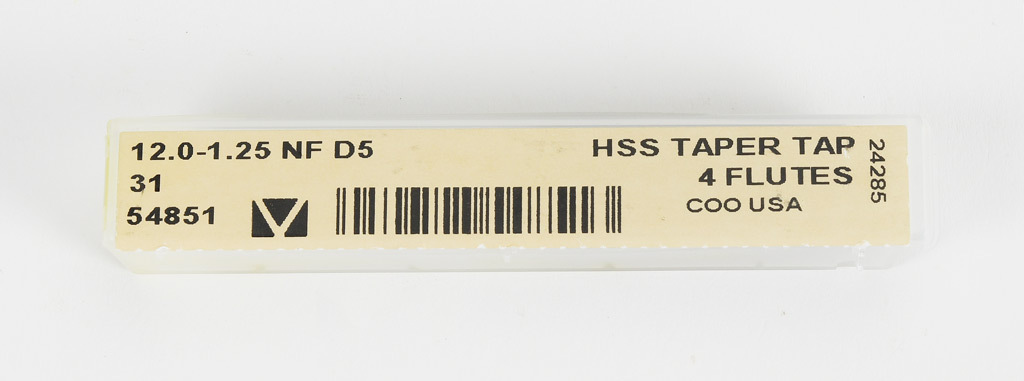 12.0-1.25 NF D5
31
54851
HSS TAPER TAP
4 FLUTES
COO USA
24285